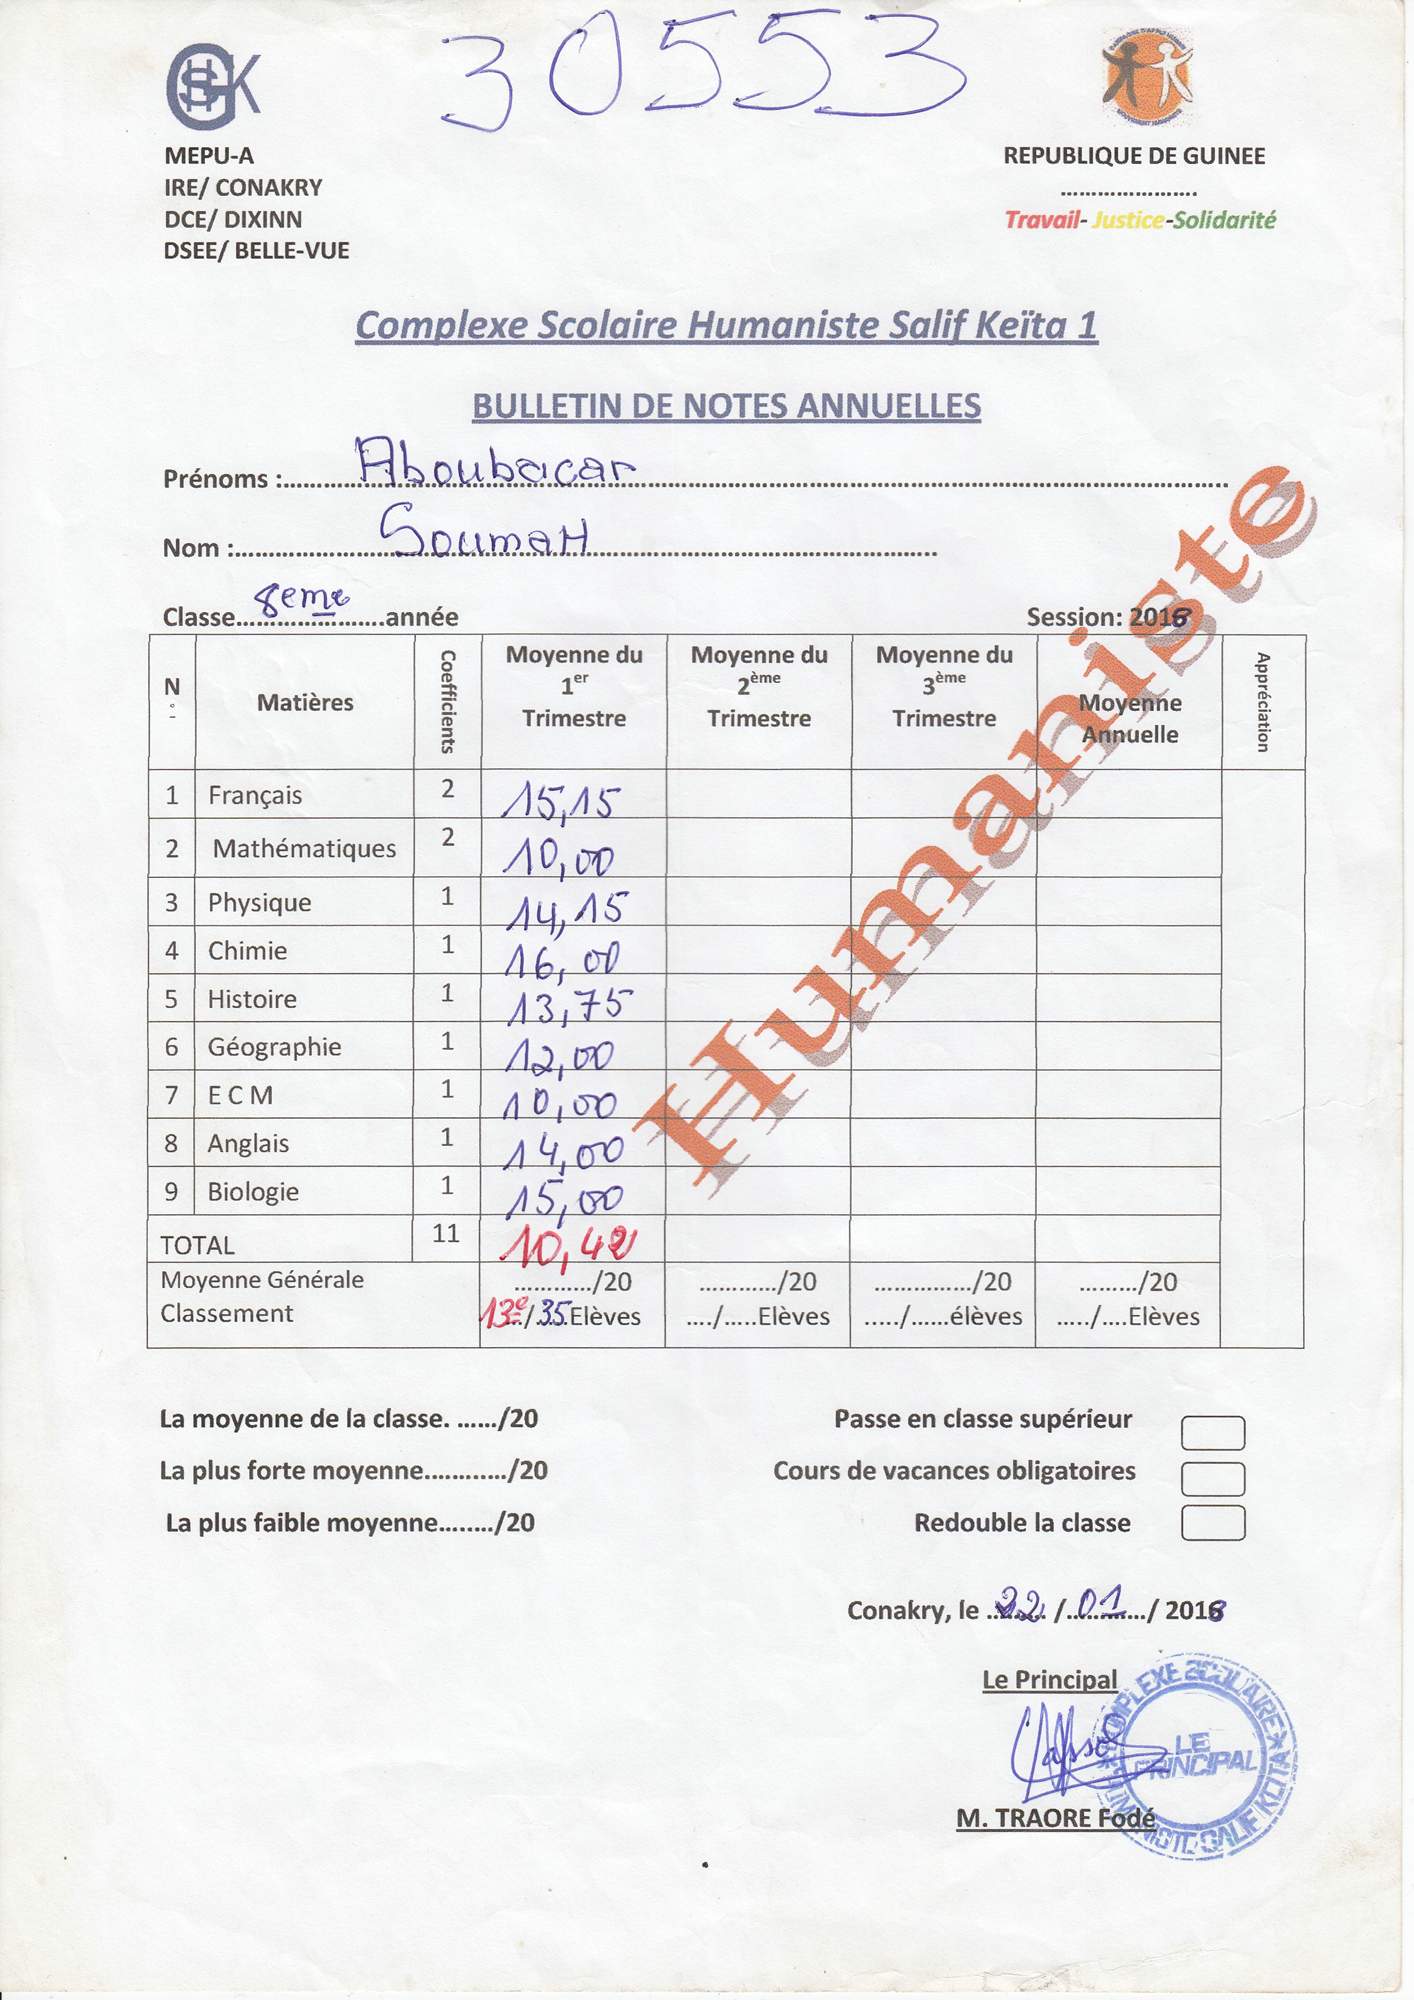 30553
GHSK
MEPU-A
IRE/ CONAKRY
DCE/ DIXINN
DSEE/ BELLE-VUE
REPUBLIQUE DE GUINEE
......................
Travail- Justice-Solidarité
Complexe Scolaire Humaniste Salif Keïta 1
BULLETIN DE NOTES ANNUELLES
Prénoms : Aboubacar
Nom : SoumaH
Classe 8eme année
Session: 2018
N° Matières Coefficients Moyenne du 1er Trimestre Moyenne du 2ème Trimestre Moyenne du 3ème Trimestre Moyenne Annuelle Appréciation
1 Français 2 15,15
2 Mathématiques 2 10,00
3 Physique 1 14,15
4 Chimie 1 16,00
5 Histoire 1 13,75
6 Géographie 1 12,00
7 E C M 1 10,00
8 Anglais 1 14,00
9 Biologie 1 15,00
TOTAL 11 10,42
Moyenne Générale ............/20 ............/20 .............../20 ........./20
Classement 13e/35 Elèves ..../.....Elèves ...../......élèves ...../....Elèves
Humaniste
La moyenne de la classe. ....../20
La plus forte moyenne............/20
La plus faible moyenne......../20
Passe en classe supérieur
Cours de vacances obligatoires
Redouble la classe
Conakry, le 22 / 01 / 2018
Le Principal
COMPLEXE SCOLAIRE HUMANISTE SALIF KEITA
LE PRINCIPAL
M. TRAORE Fodé